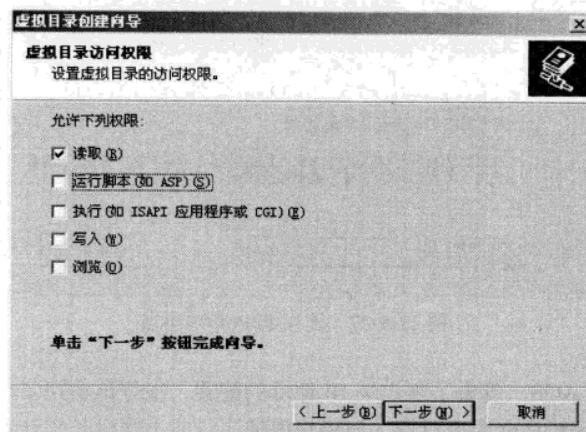 虚拟目录创建向导
虚拟目录访问权限
设置虚拟目录的访问权限。
允许下列权限:
读取(R)
运行脚本(如 ASP)(S)
执行(如 ISAPI 应用程序或 CGI)(E)
写入(W)
浏览(O)
单击“下一步”按钮完成向导。
< 上一步(B) 下一步(N) > 取消